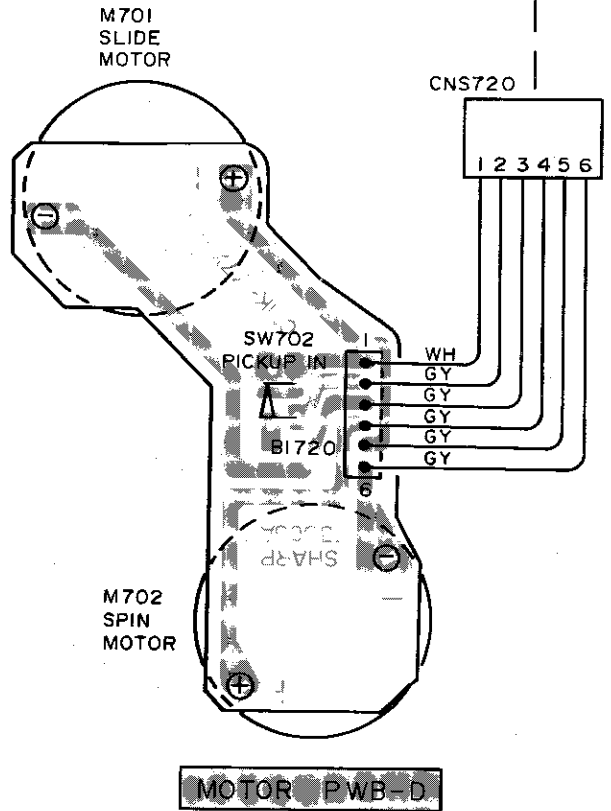 M701
SLIDE
MOTOR
CNS720
1 2 3 4 5 6
+
−
SW702
PICKUP IN
1
WH
GY
GY
GY
GY
GY
BI720
6
SHARP
−
M702
SPIN
MOTOR
+
MOTOR PWB-D